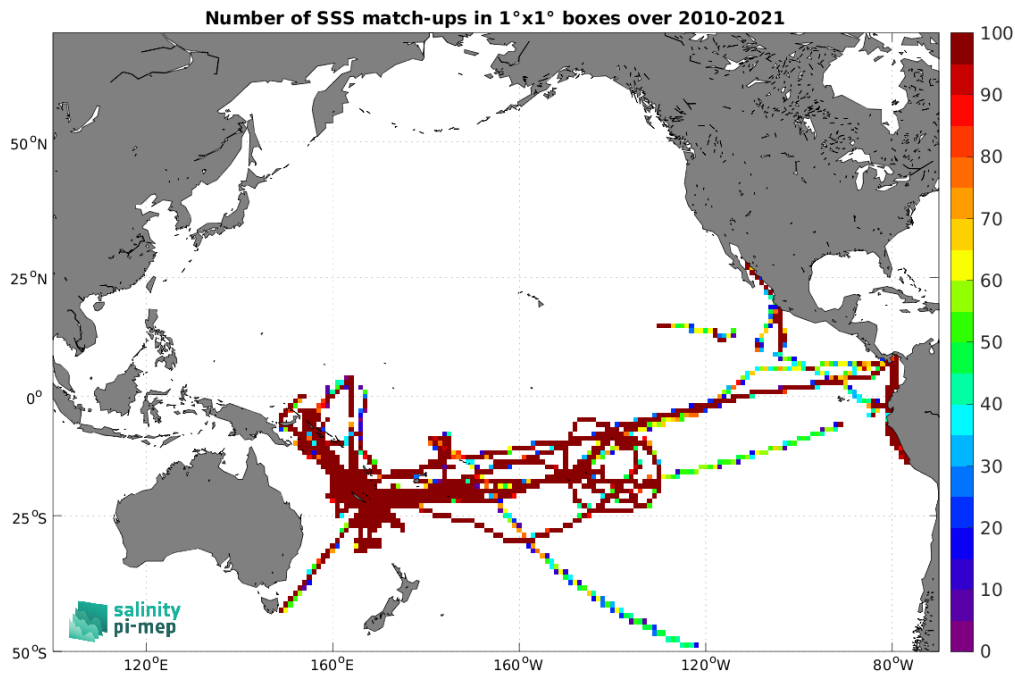 Number of SSS match-ups in 1°x1° boxes over 2010-2021
50°N
25°N
0°
25°S
50°S
120°E
160°E
160°W
120°W
80°W
100
90
80
70
60
50
40
30
20
10
0
salinity
pi-mep